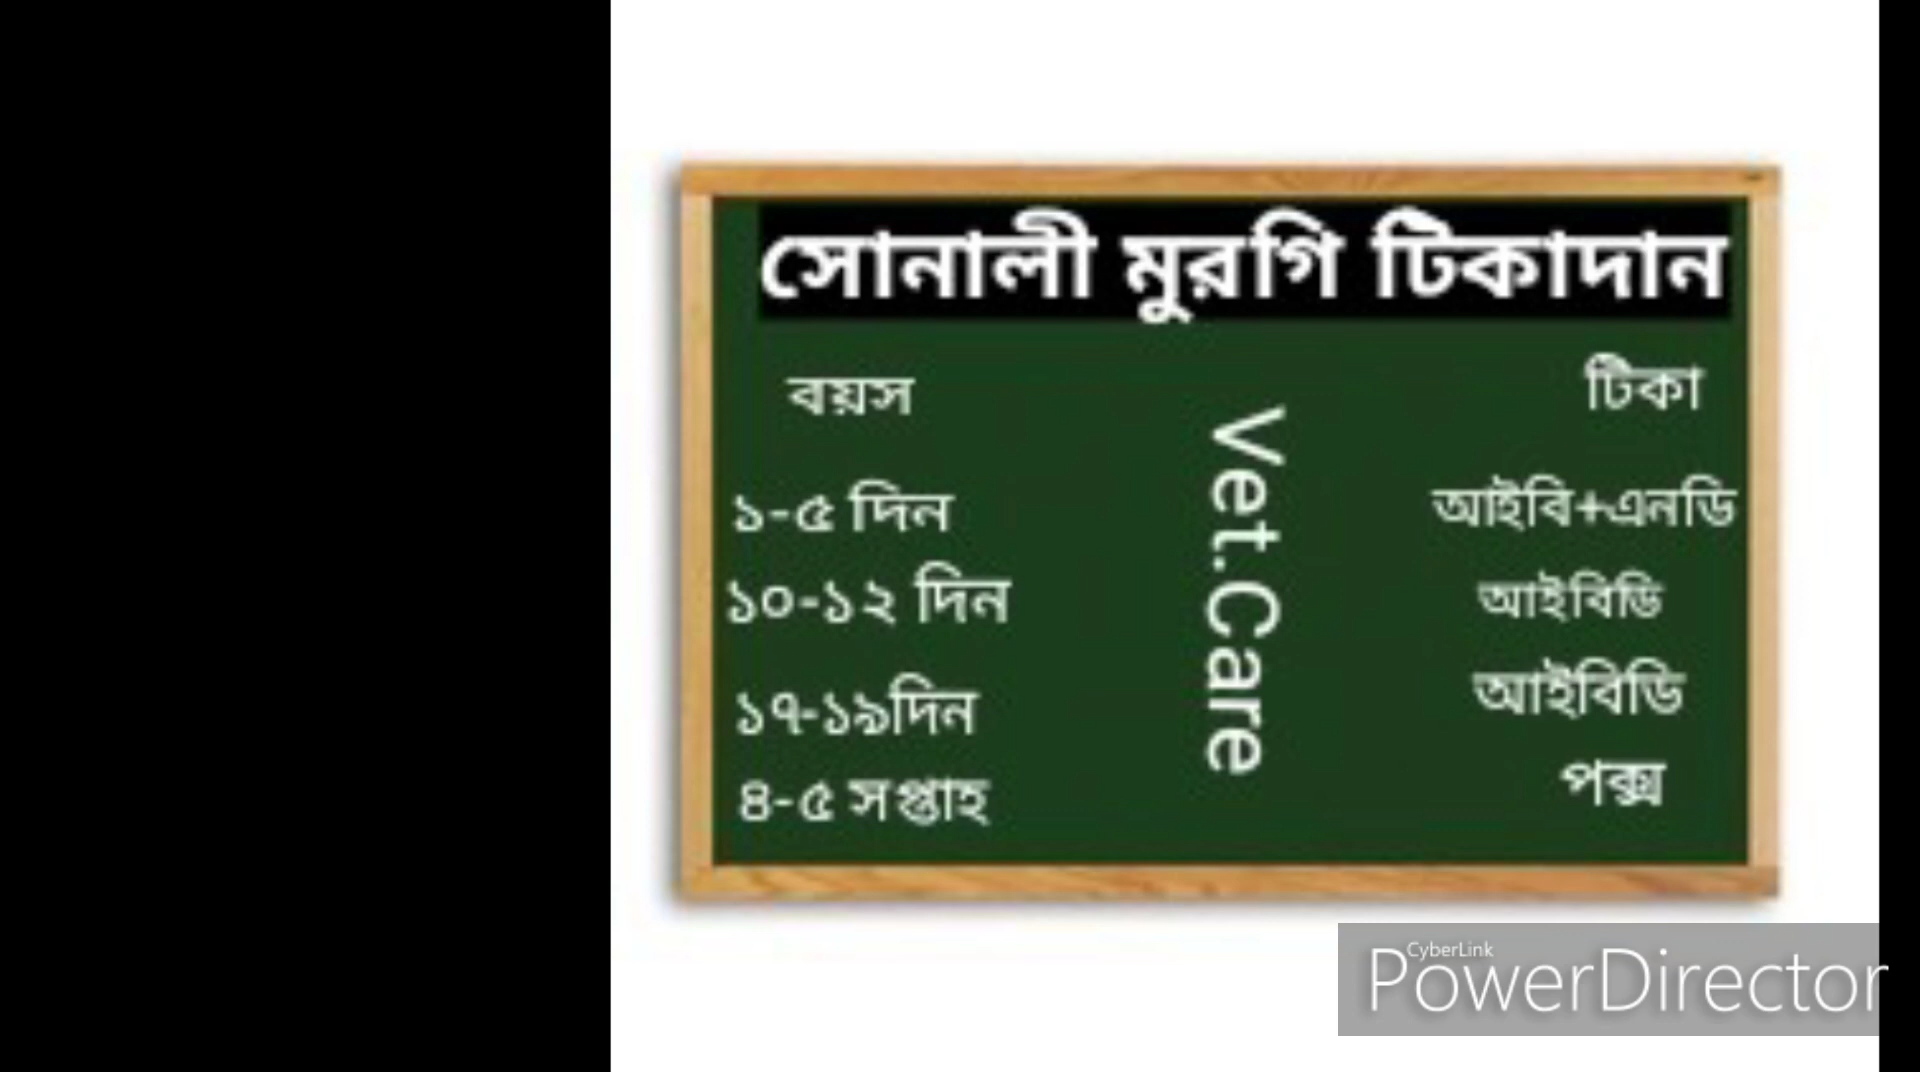 সোনালী মুরগি টিকাদান
বয়স টিকা
১-৫ দিন আইবি+এনডি
১০-১২ দিন আইবিডি
১৭-১৯দিন আইবিডি
৪-৫ সপ্তাহ পক্স
Vet.Care
CyberLink
PowerDirector